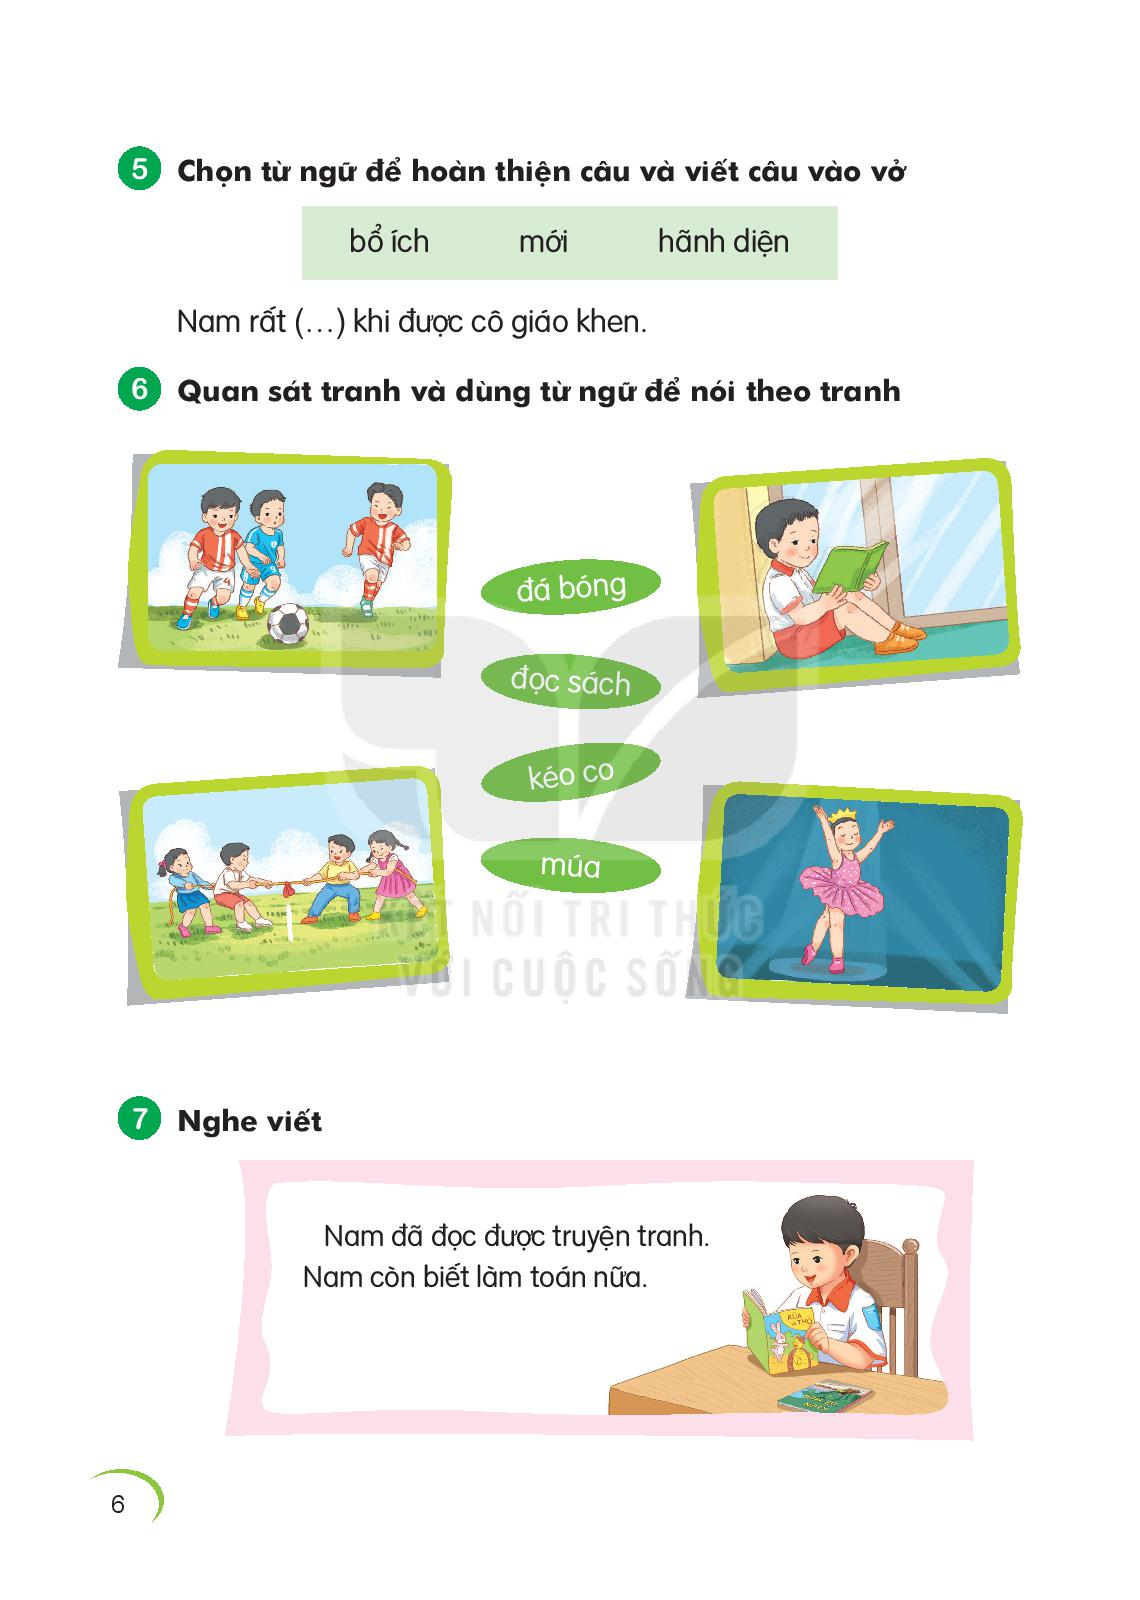 5 Chọn từ ngữ để hoàn thiện câu và viết câu vào vở
bổ ích mới hãnh diện
Nam rất (...) khi được cô giáo khen.
6 Quan sát tranh và dùng từ ngữ để nói theo tranh
đá bóng
đọc sách
kéo co
múa
KẾT NỐI TRI THỨC
VỚI CUỘC SỐNG
7 Nghe viết
Nam đã đọc được truyện tranh.
Nam còn biết làm toán nữa.
RÙA
và THỎ
6